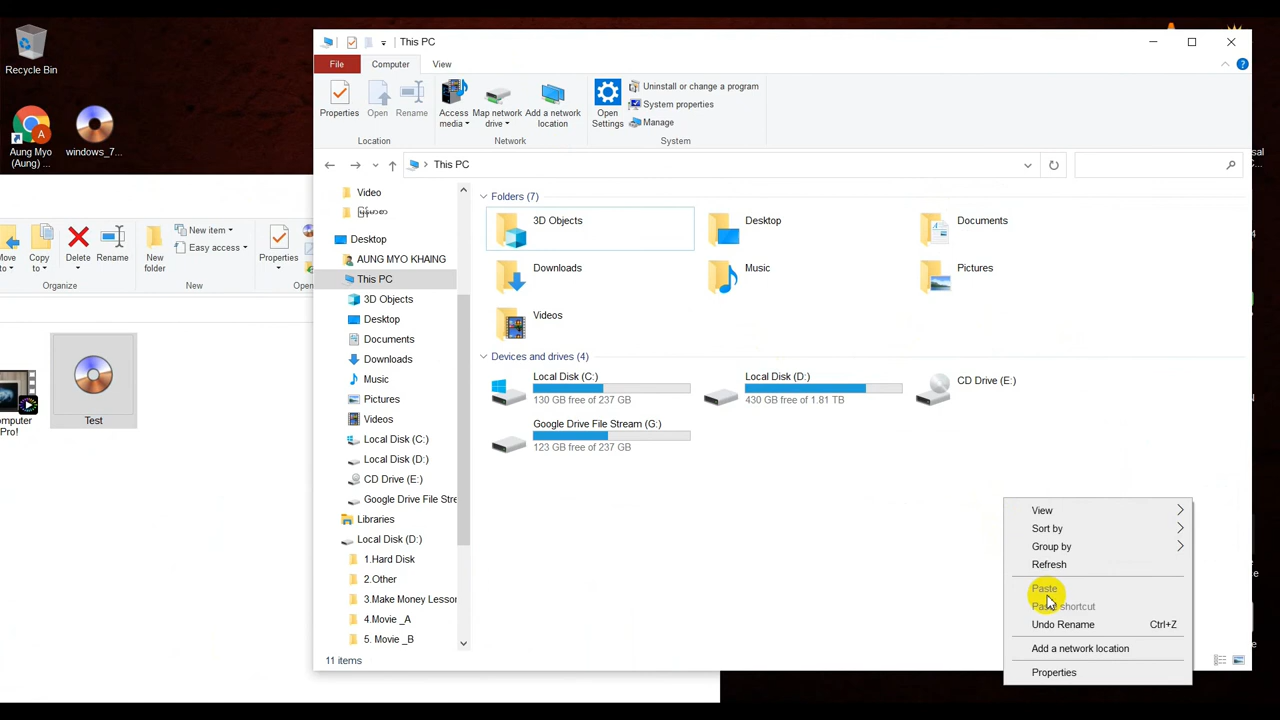 Recycle Bin
Aung Myo
(Aung) ...
windows_7...
This PC
File
Computer
View
Properties
Open
Rename
Access
media
Map network
drive
Add a network
location
Open
Settings
Uninstall or change a program
System properties
Manage
Location
Network
System
This PC
Video
မြန်မာစာ
Desktop
AUNG MYO KHAING
This PC
3D Objects
Desktop
Documents
Downloads
Music
Pictures
Videos
Local Disk (C:)
Local Disk (D:)
CD Drive (E:)
Google Drive File Stre
Libraries
Local Disk (D:)
1.Hard Disk
2.Other
3.Make Money Lesson
4.Movie _A
5. Movie _B
11 items
Folders (7)
3D Objects
Desktop
Documents
Downloads
Music
Pictures
Videos
Devices and drives (4)
Local Disk (C:)
130 GB free of 237 GB
Local Disk (D:)
430 GB free of 1.81 TB
CD Drive (E:)
Google Drive File Stream (G:)
123 GB free of 237 GB
View
Sort by
Group by
Refresh
Paste
shortcut
Undo Rename Ctrl+Z
Add a network location
Properties
Copy
to
Delete
Rename
New
folder
New item
Easy access
Properties
Organize
New
Test
Pro!